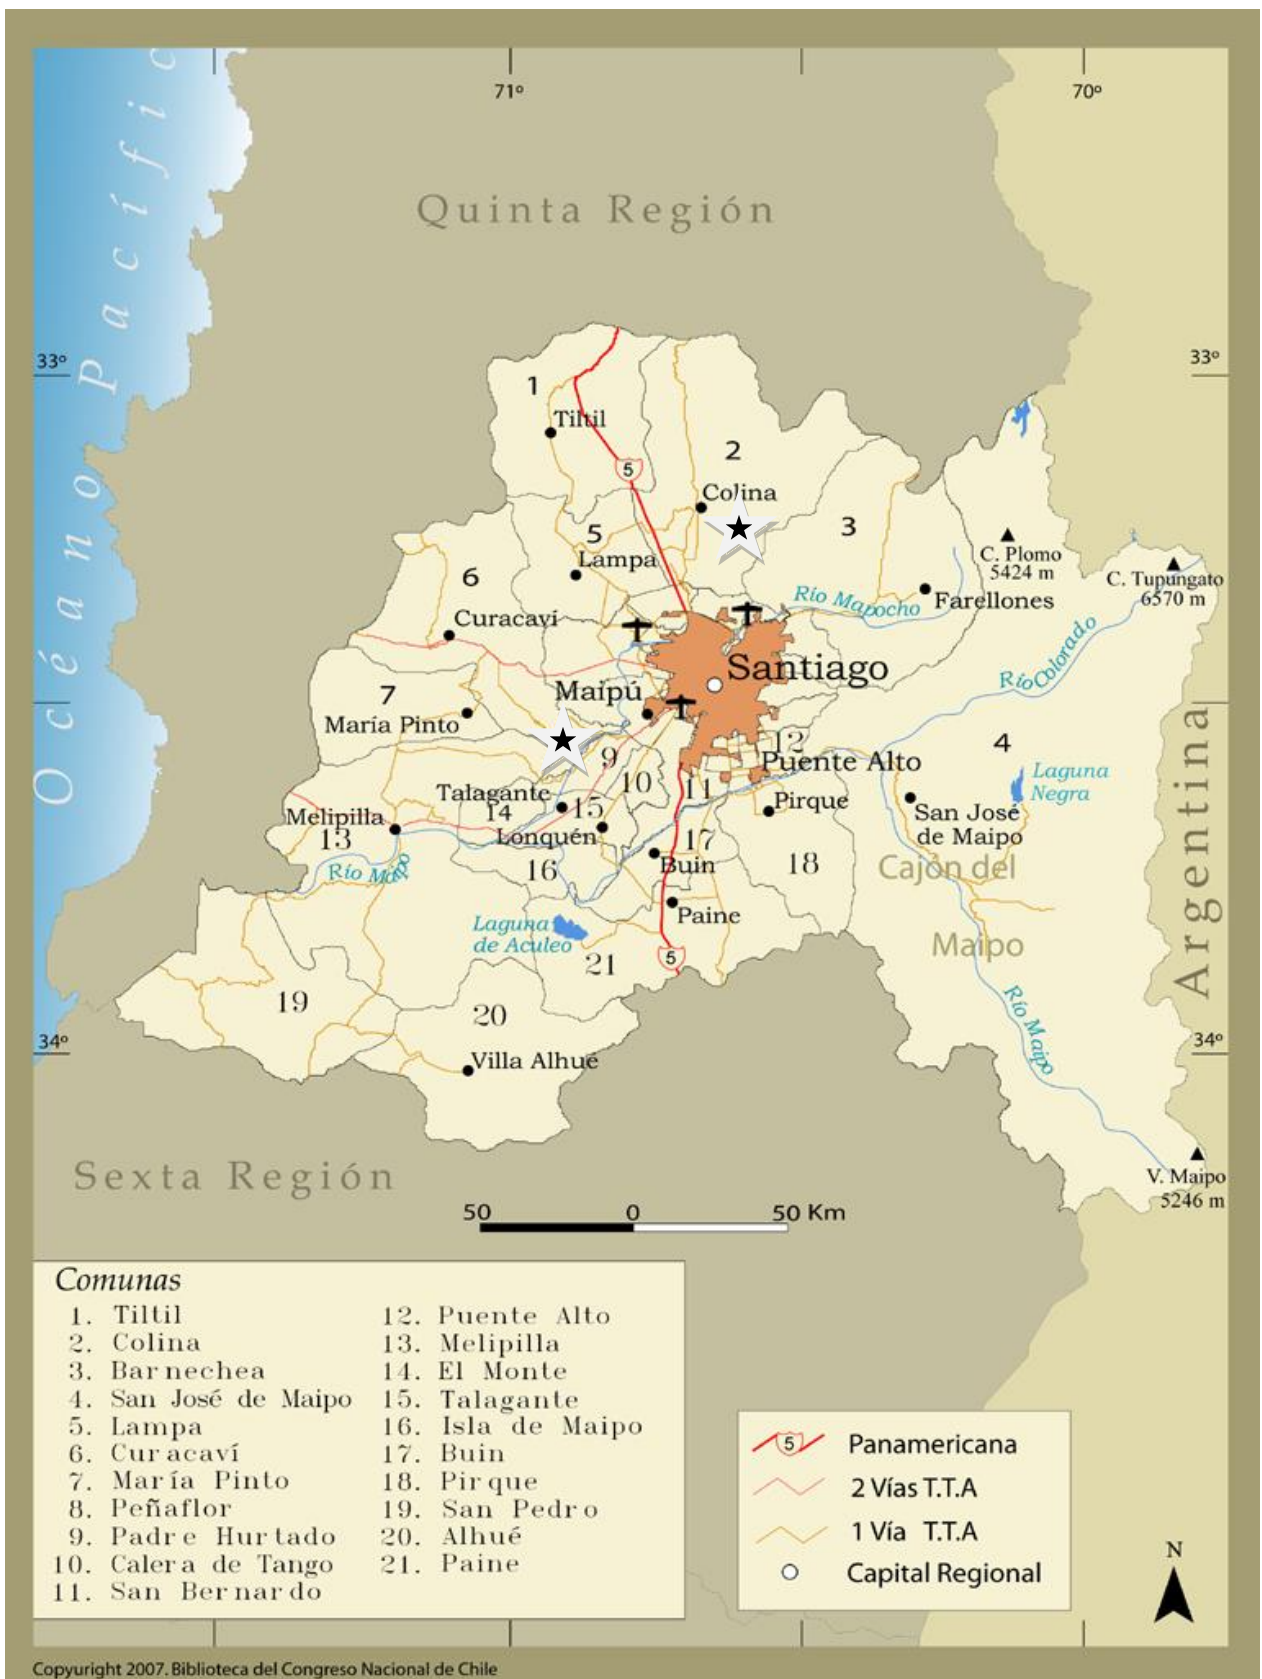 71º
70º
Océano Pacífic
Quinta Región
33º
33º
1
Tiltil
5
2
Colina
3
5
Lampa
C. Plomo
5424 m
C. Tupungato
6570 m
6
Curacaví
Río Mapocho
Farellones
Río Colorado
Santiago
Maipú
7
María Pinto
9
12
Puente Alto
4
Laguna
Negra
10
11
Talagante
14
15
Pirque
San José
de Maipo
Melipilla
13
Lonquén
17
Buin
18
16
Río Maipo
Cajón del
Maipo
Argentina
Laguna
de Aculeo
Paine
5
21
19
20
Río Maipo
34º
34º
Villa Alhué
Sexta Región
V. Maipo
5246 m
50 0 50 Km
Comunas
1. Tiltil
2. Colina
3. Barnechea
4. San José de Maipo
5. Lampa
6. Curacaví
7. María Pinto
8. Peñaflor
9. Padre Hurtado
10. Calera de Tango
11. San Bernardo
12. Puente Alto
13. Melipilla
14. El Monte
15. Talagante
16. Isla de Maipo
17. Buin
18. Pirque
19. San Pedro
20. Alhué
21. Paine
5 Panamericana
2 Vías T.T.A
1 Vía T.T.A
Capital Regional
N
Copyright 2007. Biblioteca del Congreso Nacional de Chile